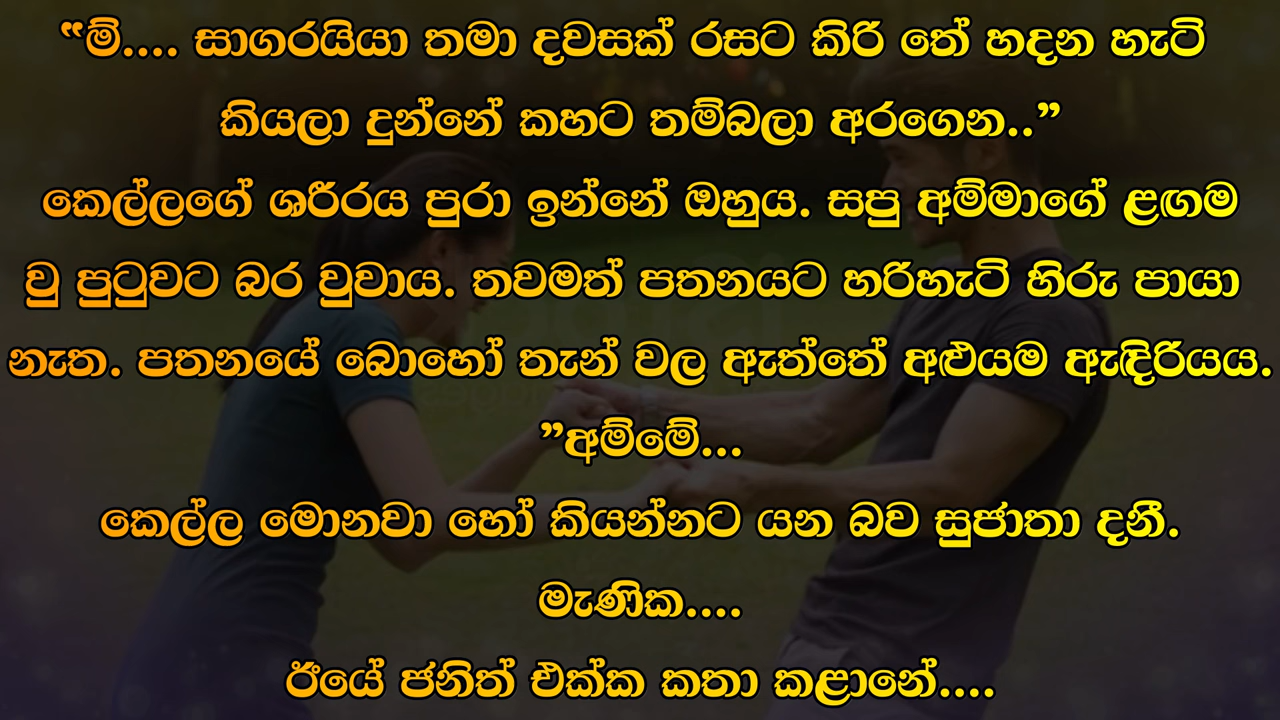 “ම්.... සාගරයියා තමා දවසක් රසට කිරි තේ හදන හැටි
කියලා දුන්නේ කහට තම්බලා අරගෙන..”
කෙල්ලගේ ශරීරය පුරා ඉන්නේ ඔහුය. සපු අම්මාගේ ළඟම
වු පුටුවට බර වුවාය. තවමත් පතනයට හරිහැටි හිරු පායා
නැත. පතනයේ බොහෝ තැන් වල ඇත්තේ අළුයම ඇඳිරියය.
”අම්මේ...
කෙල්ල මොනවා හෝ කියන්නට යන බව සුජාතා දනී.
මැණික....
ඊයේ ජනිත් එක්ක කතා කළානේ....